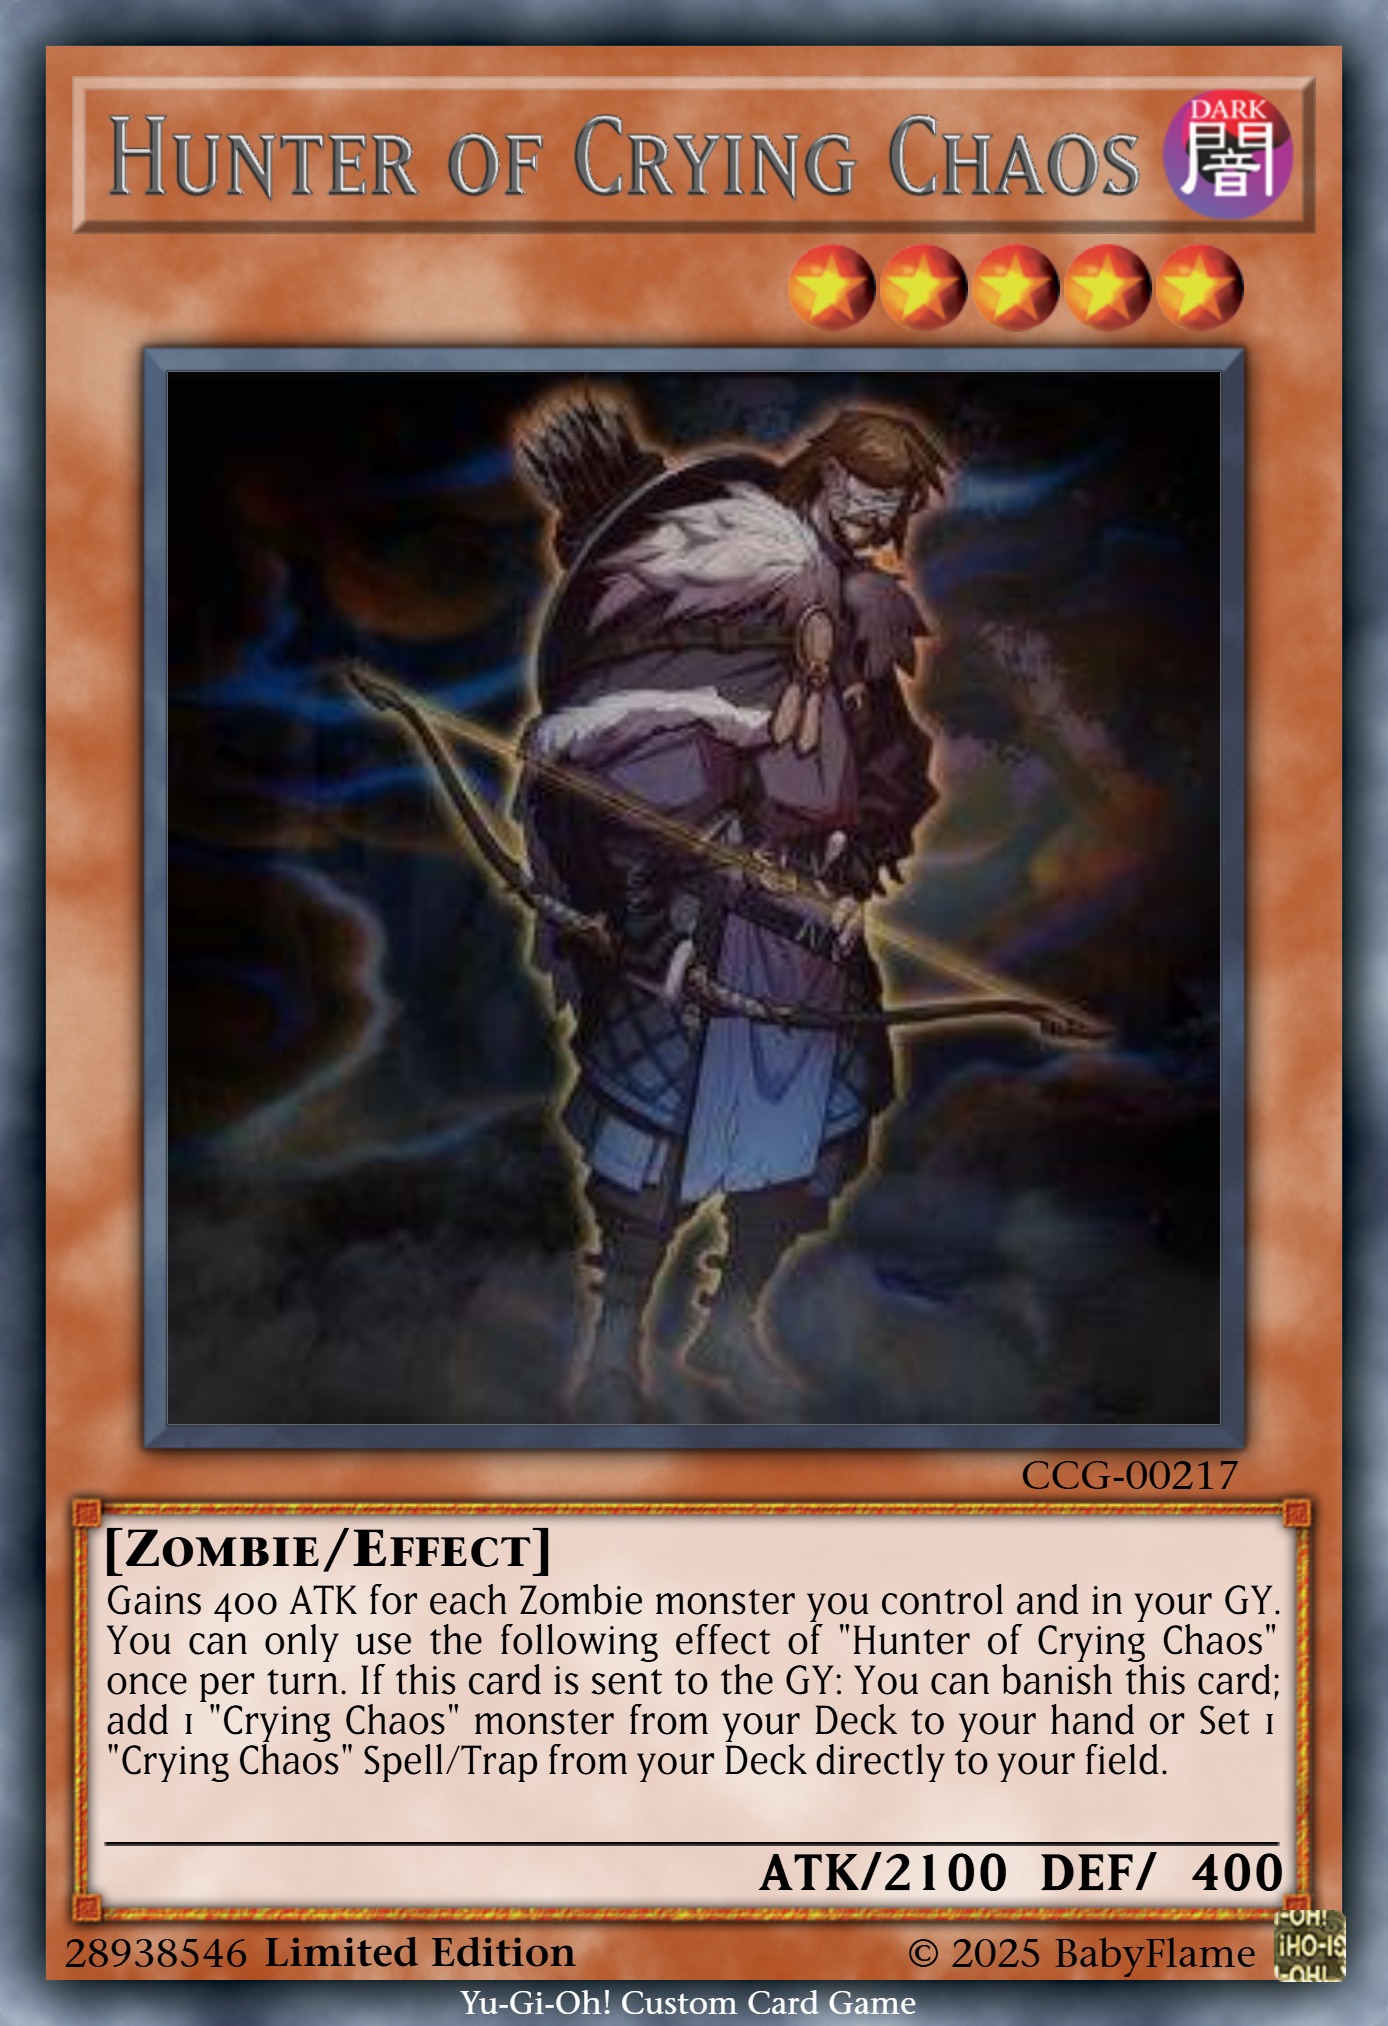 Hunter of Crying Chaos
DARK
闇
CCG-00217
[Zombie/Effect]
Gains 400 ATK for each Zombie monster you control and in your GY.
You can only use the following effect of "Hunter of Crying Chaos"
once per turn. If this card is sent to the GY: You can banish this card;
add 1 "Crying Chaos" monster from your Deck to your hand or Set 1
"Crying Chaos" Spell/Trap from your Deck directly to your field.
ATK/2100 DEF/ 400
28938546 Limited Edition
© 2025 BabyFlame
Yu-Gi-Oh! Custom Card Game